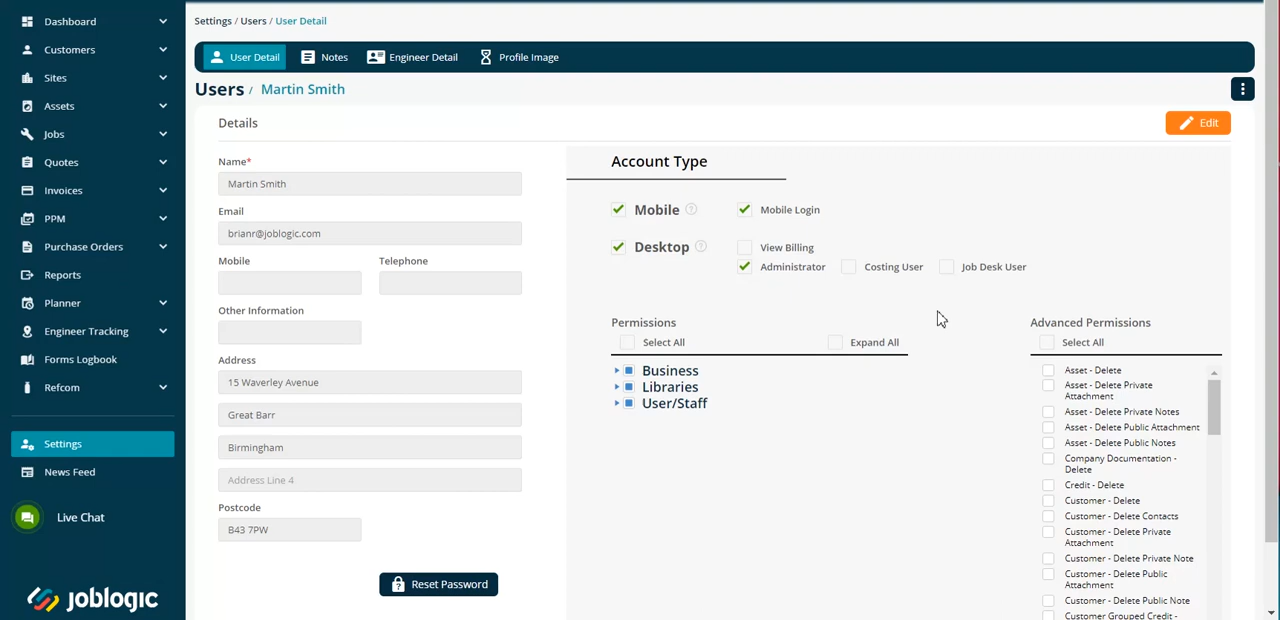 Dashboard
Customers
Sites
Assets
Jobs
Quotes
Invoices
PPM
Purchase Orders
Reports
Planner
Engineer Tracking
Forms Logbook
Refcom
Settings
News Feed
Live Chat
joblogic
Settings / Users / User Detail
User Detail Notes Engineer Detail Profile Image
Users / Martin Smith
Details
Edit
Name*
Martin Smith
Email
brianr@joblogic.com
Mobile Telephone
Other Information
Address
15 Waverley Avenue
Great Barr
Birmingham
Address Line 4
Postcode
B43 7PW
Reset Password
Account Type
Mobile ? Mobile Login
Desktop ? View Billing
Administrator Costing User Job Desk User
Permissions
Select All Expand All
Business
Libraries
User/Staff
Advanced Permissions
Select All
Asset - Delete
Asset - Delete Private
Attachment
Asset - Delete Private Notes
Asset - Delete Public Attachment
Asset - Delete Public Notes
Company Documentation -
Delete
Credit - Delete
Customer - Delete
Customer - Delete Contacts
Customer - Delete Private
Attachment
Customer - Delete Private Note
Customer - Delete Public
Attachment
Customer - Delete Public Note
Customer Grouped Credit -